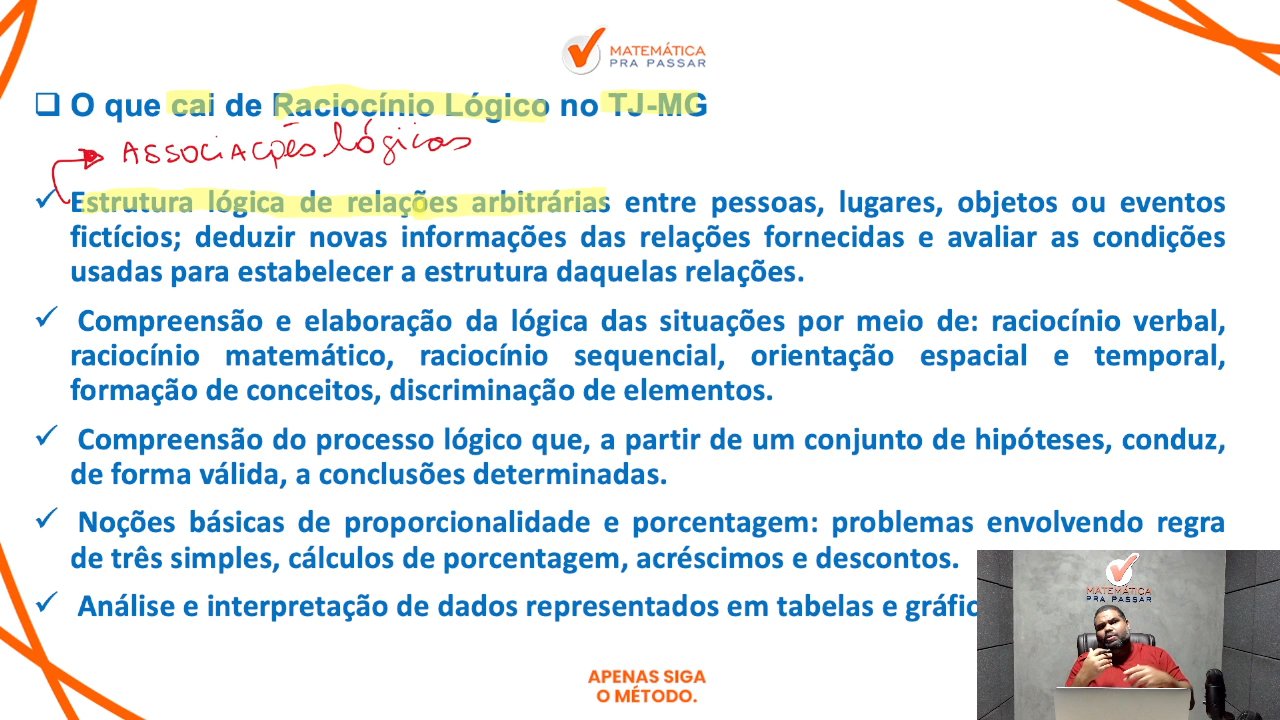 MATEMÁTICA
PRA PASSAR
O que cai de Raciocínio Lógico no TJ-MG
ASSOCIAÇÕES lógicas
Estrutura lógica de relações arbitrárias entre pessoas, lugares, objetos ou eventos
fictícios; deduzir novas informações das relações fornecidas e avaliar as condições
usadas para estabelecer a estrutura daquelas relações.
Compreensão e elaboração da lógica das situações por meio de: raciocínio verbal,
raciocínio matemático, raciocínio sequencial, orientação espacial e temporal,
formação de conceitos, discriminação de elementos.
Compreensão do processo lógico que, a partir de um conjunto de hipóteses, conduz,
de forma válida, a conclusões determinadas.
Noções básicas de proporcionalidade e porcentagem: problemas envolvendo regra
de três simples, cálculos de porcentagem, acréscimos e descontos.
Análise e interpretação de dados representados em tabelas e gráfic
MATEMÁTICA
PRA PASSAR
APENAS SIGA
O MÉTODO.